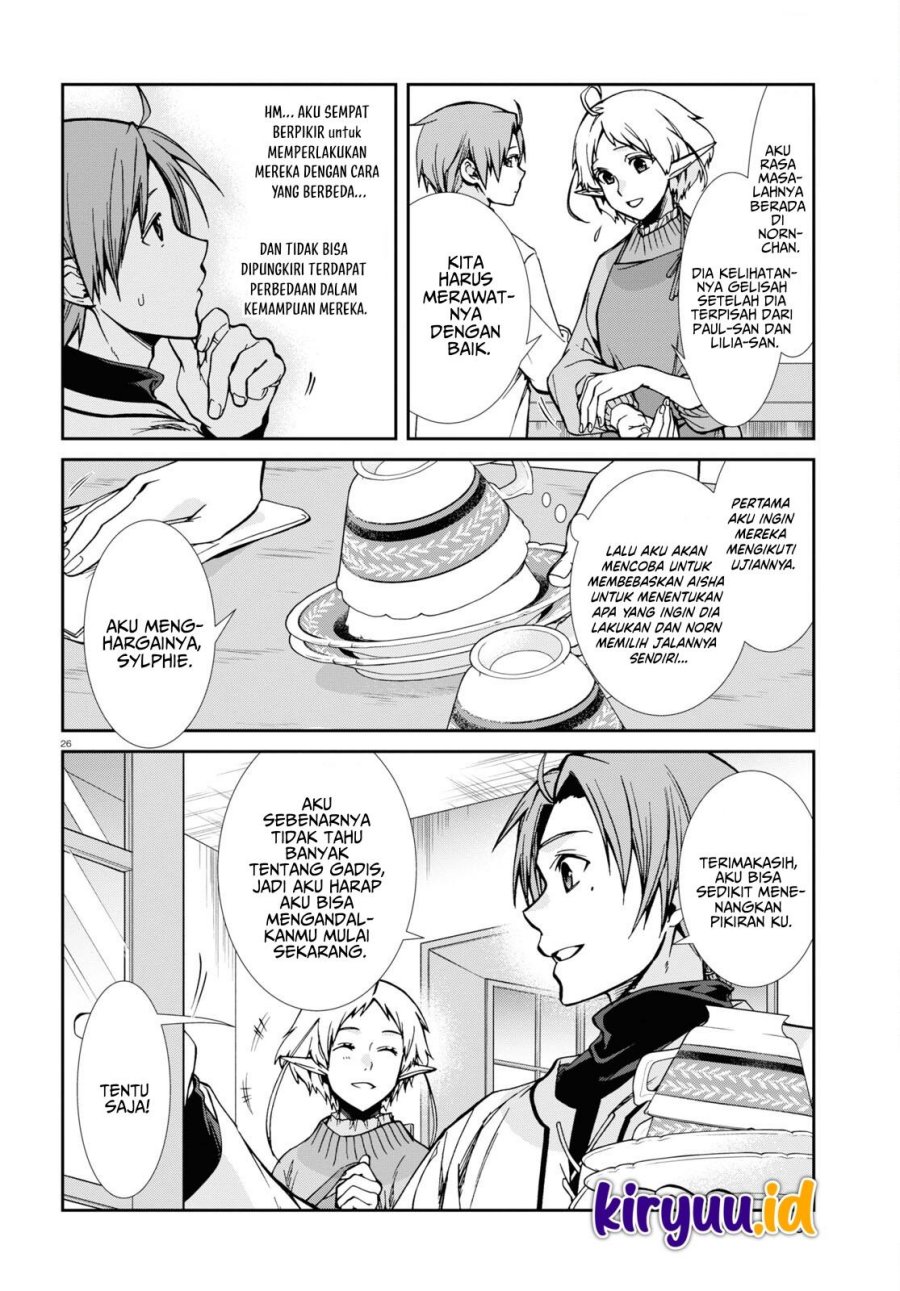 AKU
RASA
MASA-
LAHNYA
BERADA
DI
NORN-
CHAN.
DIA KELIHATAN-
NYA GELISAH
SETELAH DIA
TERPISAH DARI
PAUL-SAN DAN
LILIA-SAN.
KITA
HARUS
MERAWAT-
NYA
DENGAN
BAIK.
HM... AKU SEMPAT
BERPIKIR untuk
MEMPERLAKUKAN
MEREKA DENGAN CARA
YANG BERBEDA...
DAN TIDAK BISA
DIPUNGKIRI TERDAPAT
PERBEDAAN DALAM
KEMAMPUAN MEREKA.
PERTAMA
AKU INGIN
MEREKA
MENGIKUTI
UJIANNYA.
LALU AKU AKAN
MENCOBA UNTUK
MEMBEBASKAN AISHA
UNTUK MENENTUKAN
APA YANG INGIN DIA
LAKUKAN DAN NORN
MEMILIH JALANNYA
SENDIRI...
AKU MENG-
HARGAINYA,
SYLPHIE.
26
TERIMAKASIH,
AKU BISA
SEDIKIT MENE-
NANGKAN
PIKIRAN KU.
AKU
SEBENARNYA
TIDAK TAHU
BANYAK
TENTANG GADIS,
JADI AKU HARAP
AKU BISA
MENGANDAL-
KANMU MULAI
SEKARANG.
TENTU
SAJA!
kiryuu.id